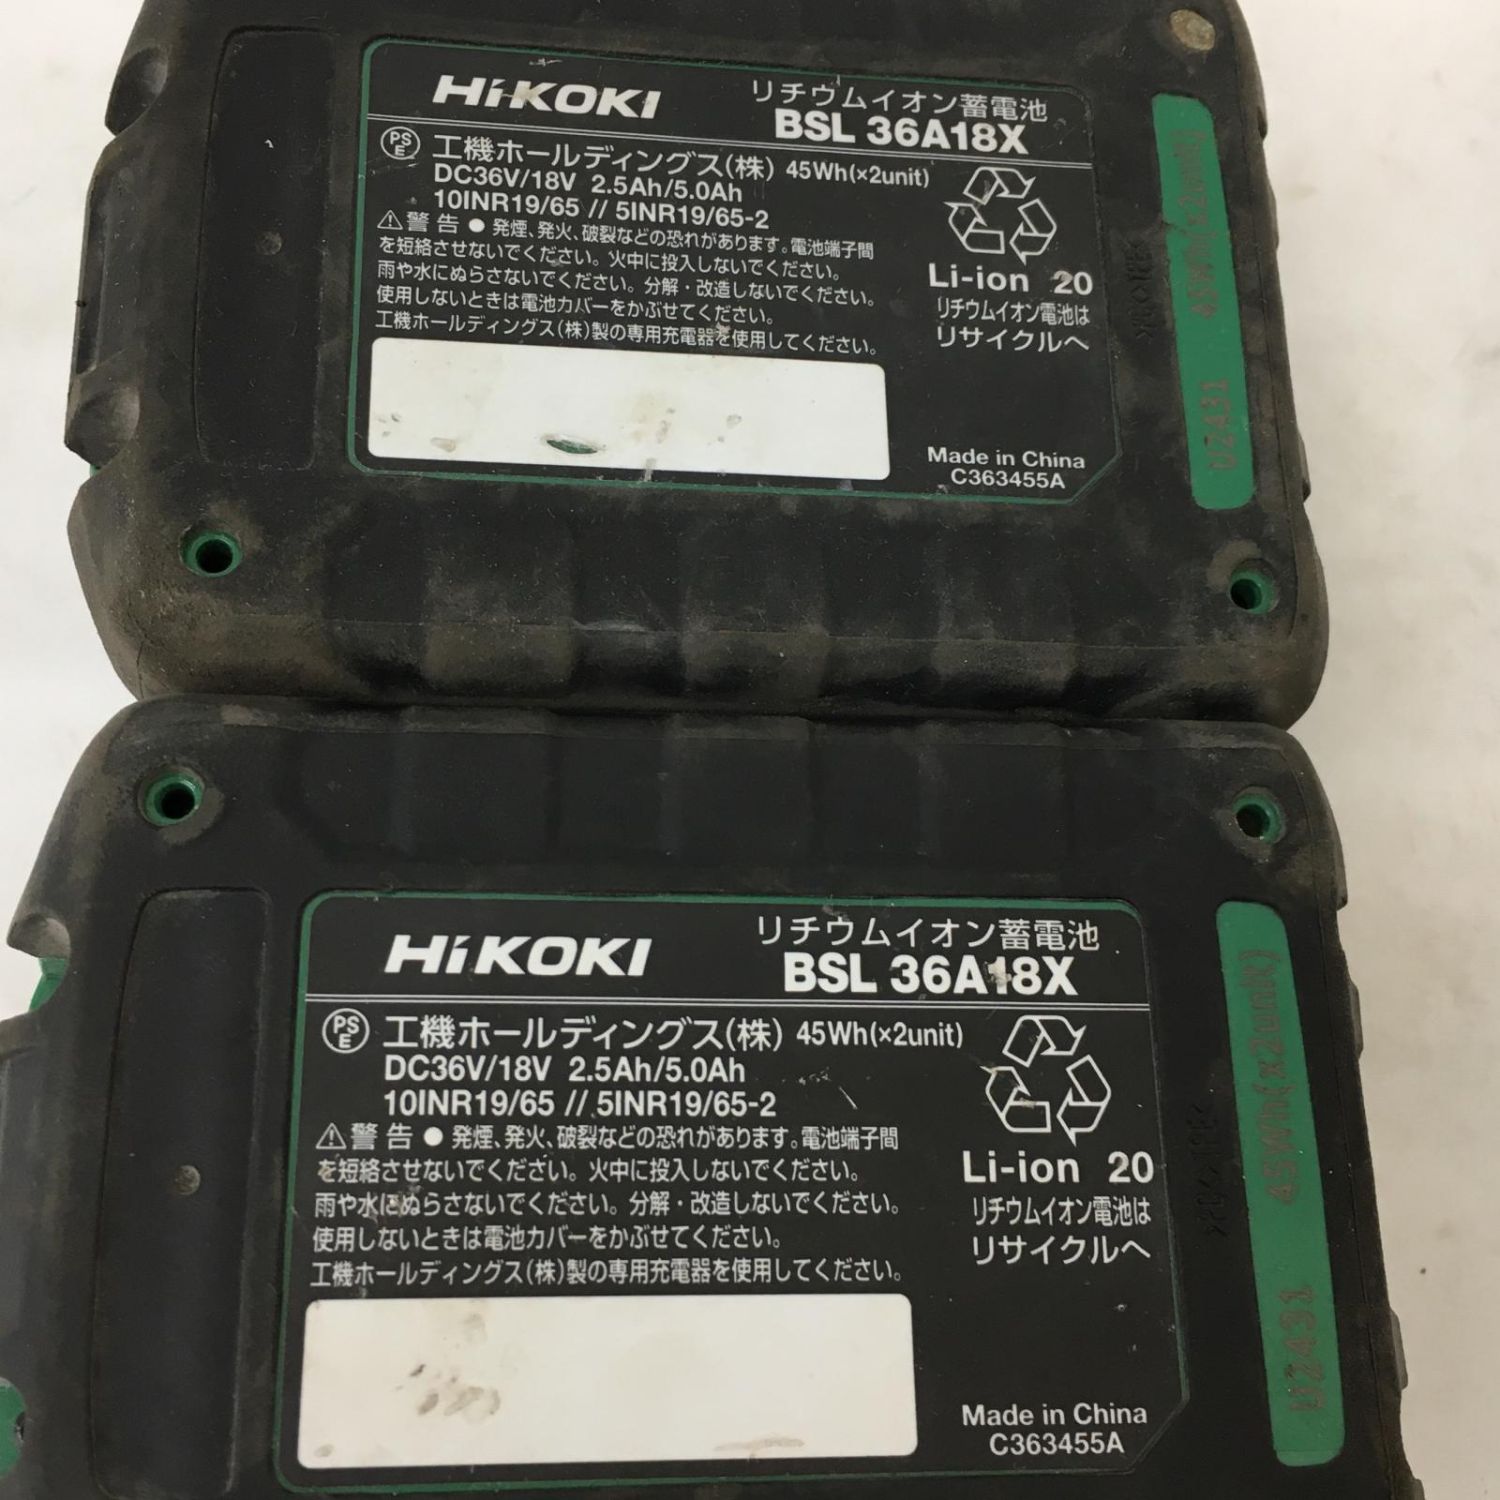 HiKOKI
リチウムイオン蓄電池
BSL 36A18X
PSE
工機ホールディングス(株) 45Wh(×2unit)
DC36V/18V 2.5Ah/5.0Ah
10INR19/65 // 5INR19/65-2
⚠警告 ● 発煙、発火、破裂などの恐れがあります。電池端子間
を短絡させないでください。火中に投入しないでください。
雨や水にぬらさないでください。分解・改造しないでください。
使用しないときは電池カバーをかぶせてください。
工機ホールディングス(株)製の専用充電器を使用してください。
Li-ion 20
リチウムイオン電池は
リサイクルへ
Made in China
C363455A
U2431 45Wh(x2unit)
HiKOKI
リチウムイオン蓄電池
BSL 36A18X
PSE
工機ホールディングス(株) 45Wh(×2unit)
DC36V/18V 2.5Ah/5.0Ah
10INR19/65 // 5INR19/65-2
⚠警告 ● 発煙、発火、破裂などの恐れがあります。電池端子間
を短絡させないでください。火中に投入しないでください。
雨や水にぬらさないでください。分解・改造しないでください。
使用しないときは電池カバーをかぶせてください。
工機ホールディングス(株)製の専用充電器を使用してください。
Li-ion 20
リチウムイオン電池は
リサイクルへ
Made in China
C363455A
U2431 45Wh(x2unit)